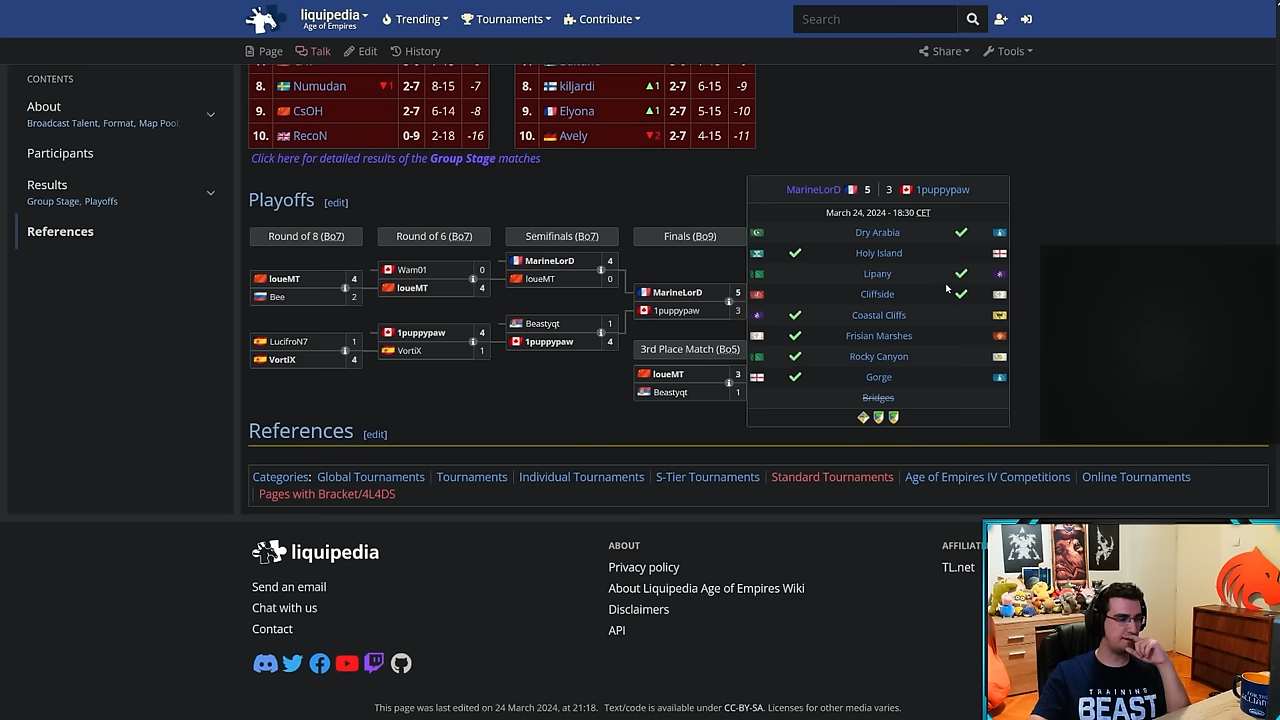 liquipedia
Age of Empires
Trending
Tournaments
Contribute
Search
Page
Talk
Edit
History
Share
Tools
CONTENTS
About
Broadcast Talent, Format, Map Pool
Participants
Results
Group Stage, Playoffs
References
8. Numudan ▼1 2-7 8-15 -7
9. CsOH 2-7 6-14 -8
10. RecoN 0-9 2-18 -16
8. kiljardi ▲1 2-7 6-15 -9
9. Elyona ▲1 2-7 5-15 -10
10. Avely ▼2 2-7 4-15 -11
Click here for detailed results of the Group Stage matches
Playoffs [edit]
Round of 8 (Bo7)
Round of 6 (Bo7)
Semifinals (Bo7)
Finals (Bo9)
loueMT 4
Bee 2
LucifroN7 1
VortiX 4
Wam01 0
loueMT 4
1puppypaw 4
VortiX 1
MarineLorD 4
loueMT 0
Beastyqt 1
1puppypaw 4
MarineLorD 5
1puppypaw 3
3rd Place Match (Bo5)
loueMT 3
Beastyqt 1
MarineLorD 5 3 1puppypaw
March 24, 2024 - 18:30 CET
Dry Arabia
Holy Island
Lipany
Cliffside
Coastal Cliffs
Frisian Marshes
Rocky Canyon
Gorge
Bridges
References [edit]
Categories: Global Tournaments Tournaments Individual Tournaments S-Tier Tournaments Standard Tournaments Age of Empires IV Competitions Online Tournaments
Pages with Bracket/4L4DS
liquipedia
Send an email
Chat with us
Contact
ABOUT
Privacy policy
About Liquipedia Age of Empires Wiki
Disclaimers
API
AFFILIAT
TL.net
This page was last edited on 24 March 2024, at 21:18. Text/code is available under CC-BY-SA. Licenses for other media varies.
TRAINING
BEAST